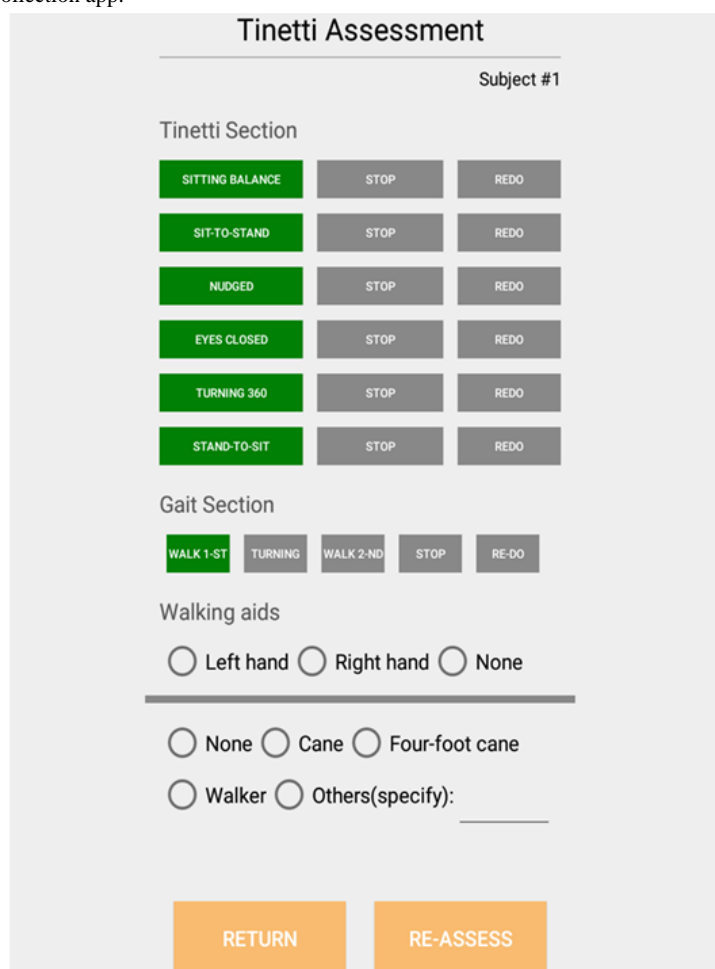 ollection app.
Tinetti Assessment
Subject #1
Tinetti Section
SITTING BALANCE STOP REDO
SIT-TO-STAND STOP REDO
NUDGED STOP REDO
EYES CLOSED STOP REDO
TURNING 360 STOP REDO
STAND-TO-SIT STOP REDO
Gait Section
WALK 1-ST TURNING WALK 2-ND STOP RE-DO
Walking aids
Left hand Right hand None
None Cane Four-foot cane
Walker Others(specify):
RETURN RE-ASSESS